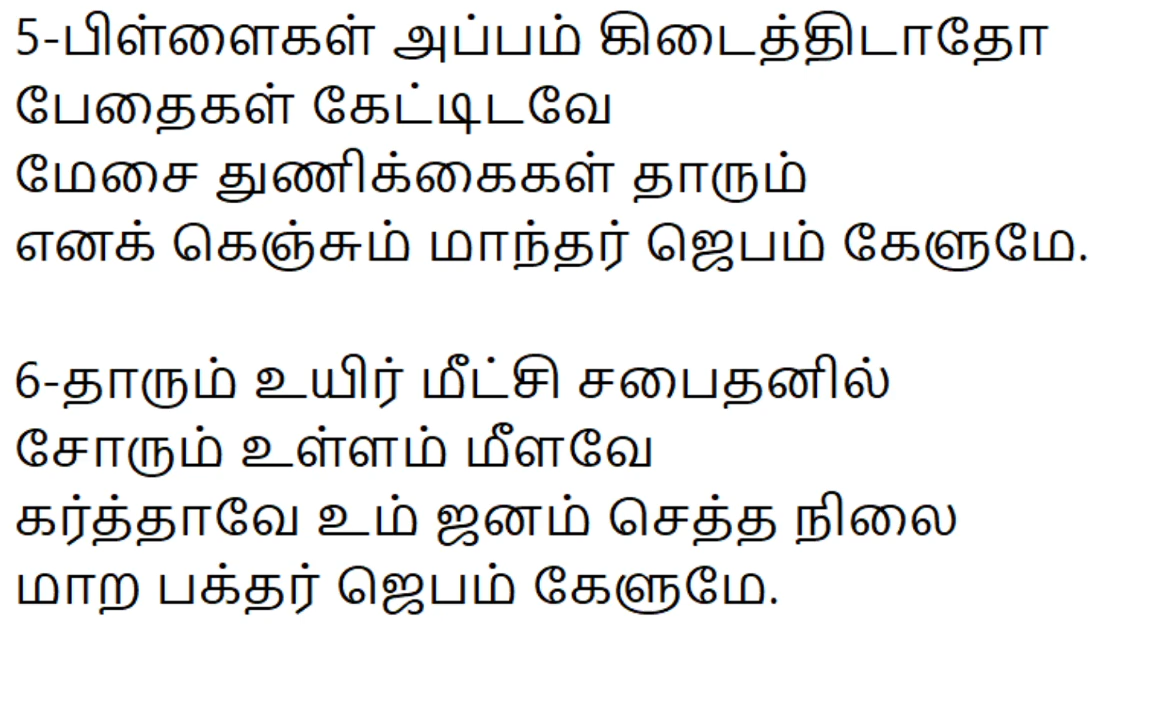 5-பிள்ளைகள் அப்பம் கிடைத்திடாதோ
பேதைகள் கேட்டிடவே
மேசை துணிக்கைகள் தாரும்
எனக் கெஞ்சும் மாந்தர் ஜெபம் கேளுமே.
6-தாரும் உயிர் மீட்சி சபைதனில்
சோரும் உள்ளம் மீளவே
கர்த்தாவே உம் ஜனம் செத்த நிலை
மாற பக்தர் ஜெபம் கேளுமே.